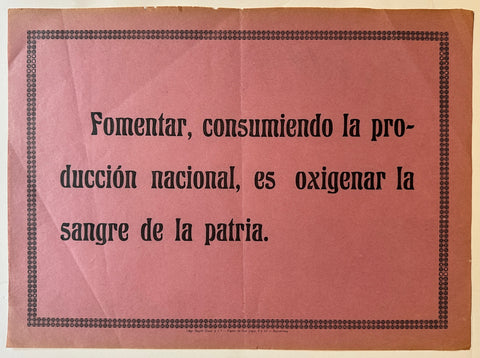 Fomentar, consumiendo la pro-
ducción nacional, es oxigenar la
sangre de la patria.